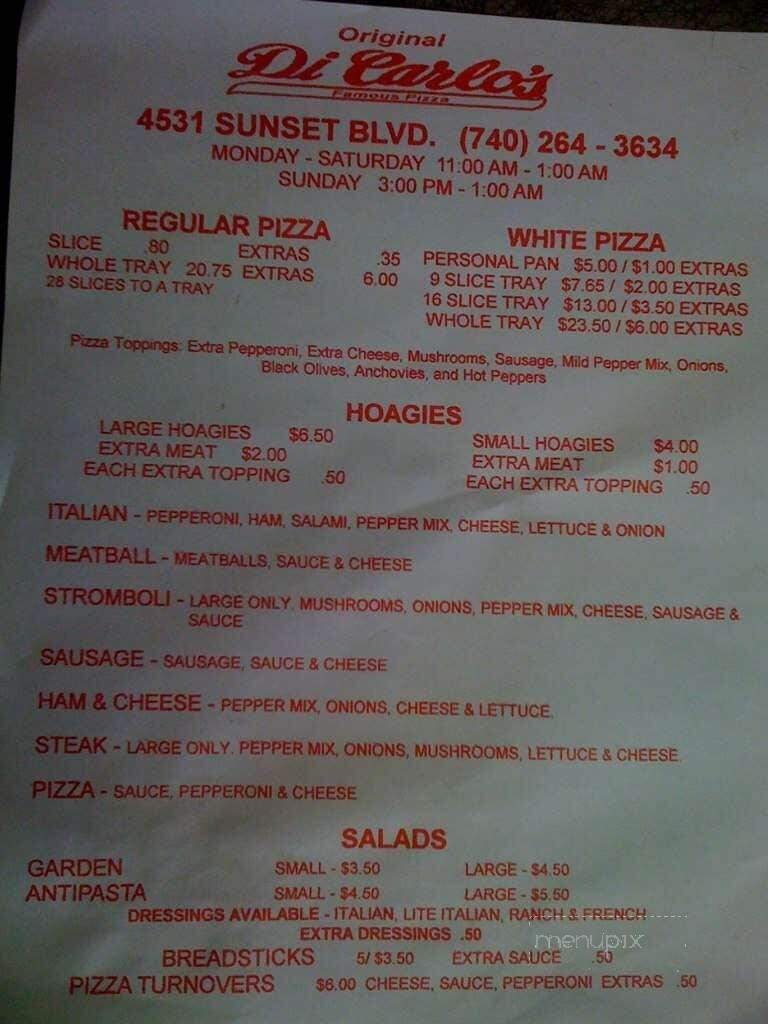 Original
Di Carlo's
Famous Pizza
4531 SUNSET BLVD. (740) 264 - 3634
MONDAY - SATURDAY 11:00 AM - 1:00 AM
SUNDAY 3:00 PM - 1:00 AM
REGULAR PIZZA
SLICE .80 EXTRAS .35
WHOLE TRAY 20.75 EXTRAS 6.00
28 SLICES TO A TRAY
WHITE PIZZA
PERSONAL PAN $5.00 / $1.00 EXTRAS
9 SLICE TRAY $7.65 / $2.00 EXTRAS
16 SLICE TRAY $13.00 / $3.50 EXTRAS
WHOLE TRAY $23.50 / $6.00 EXTRAS
Pizza Toppings: Extra Pepperoni, Extra Cheese, Mushrooms, Sausage, Mild Pepper Mix, Onions,
Black Olives, Anchovies, and Hot Peppers
HOAGIES
LARGE HOAGIES $6.50
EXTRA MEAT $2.00
EACH EXTRA TOPPING .50
SMALL HOAGIES $4.00
EXTRA MEAT $1.00
EACH EXTRA TOPPING .50
ITALIAN - PEPPERONI, HAM, SALAMI, PEPPER MIX, CHEESE, LETTUCE & ONION
MEATBALL - MEATBALLS, SAUCE & CHEESE
STROMBOLI - LARGE ONLY. MUSHROOMS, ONIONS, PEPPER MIX, CHEESE, SAUSAGE &
SAUCE
SAUSAGE - SAUSAGE, SAUCE & CHEESE
HAM & CHEESE - PEPPER MIX, ONIONS, CHEESE & LETTUCE.
STEAK - LARGE ONLY. PEPPER MIX, ONIONS, MUSHROOMS, LETTUCE & CHEESE.
PIZZA - SAUCE, PEPPERONI & CHEESE
SALADS
GARDEN SMALL - $3.50 LARGE - $4.50
ANTIPASTA SMALL - $4.50 LARGE - $5.50
DRESSINGS AVAILABLE - ITALIAN, LITE ITALIAN, RANCH & FRENCH
EXTRA DRESSINGS .50
menupix
BREADSTICKS 5/ $3.50 EXTRA SAUCE .50
PIZZA TURNOVERS $6.00 CHEESE, SAUCE, PEPPERONI EXTRAS .50